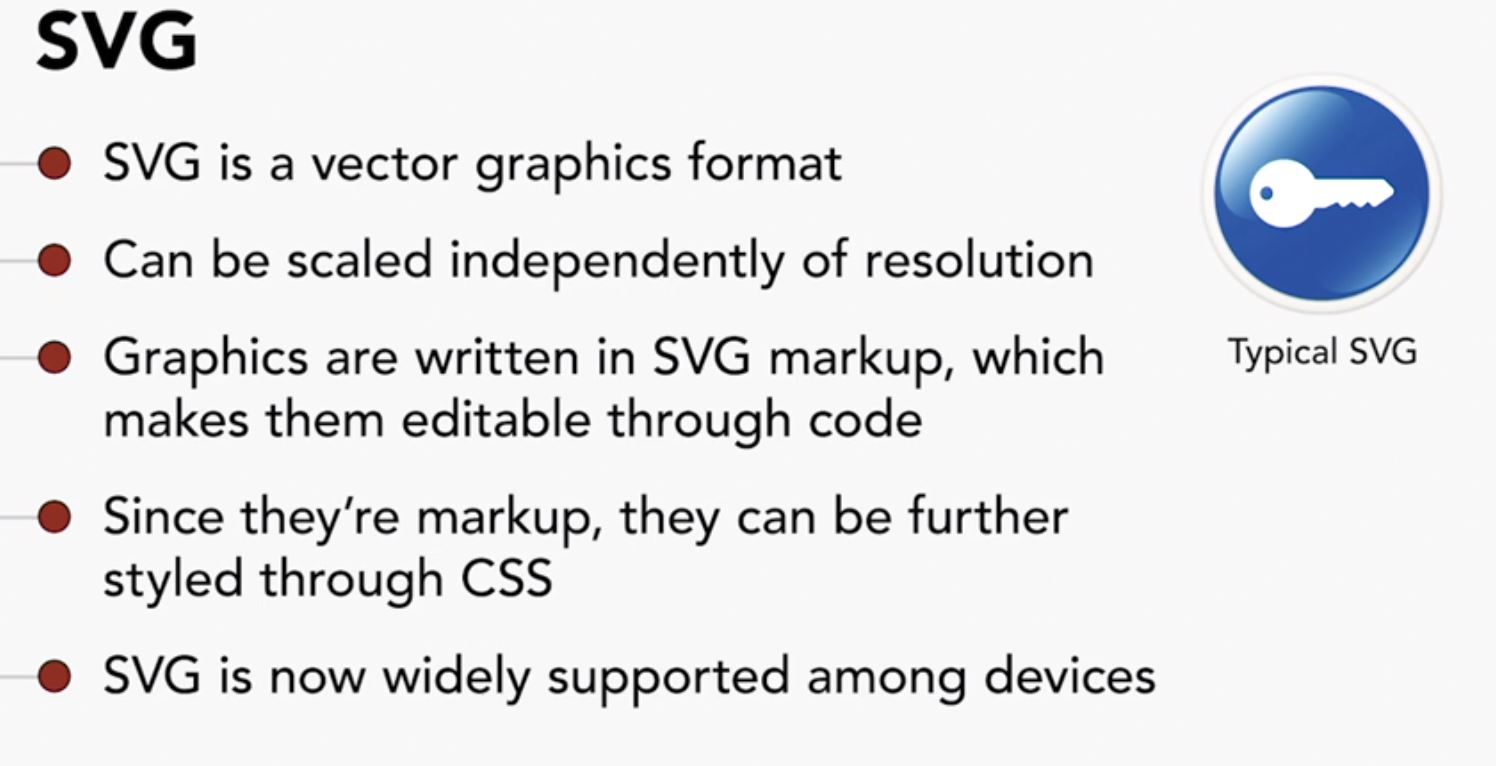 SVG
SVG is a vector graphics format
Can be scaled independently of resolution
Graphics are written in SVG markup, which
makes them editable through code
Since they’re markup, they can be further
styled through CSS
SVG is now widely supported among devices
Typical SVG